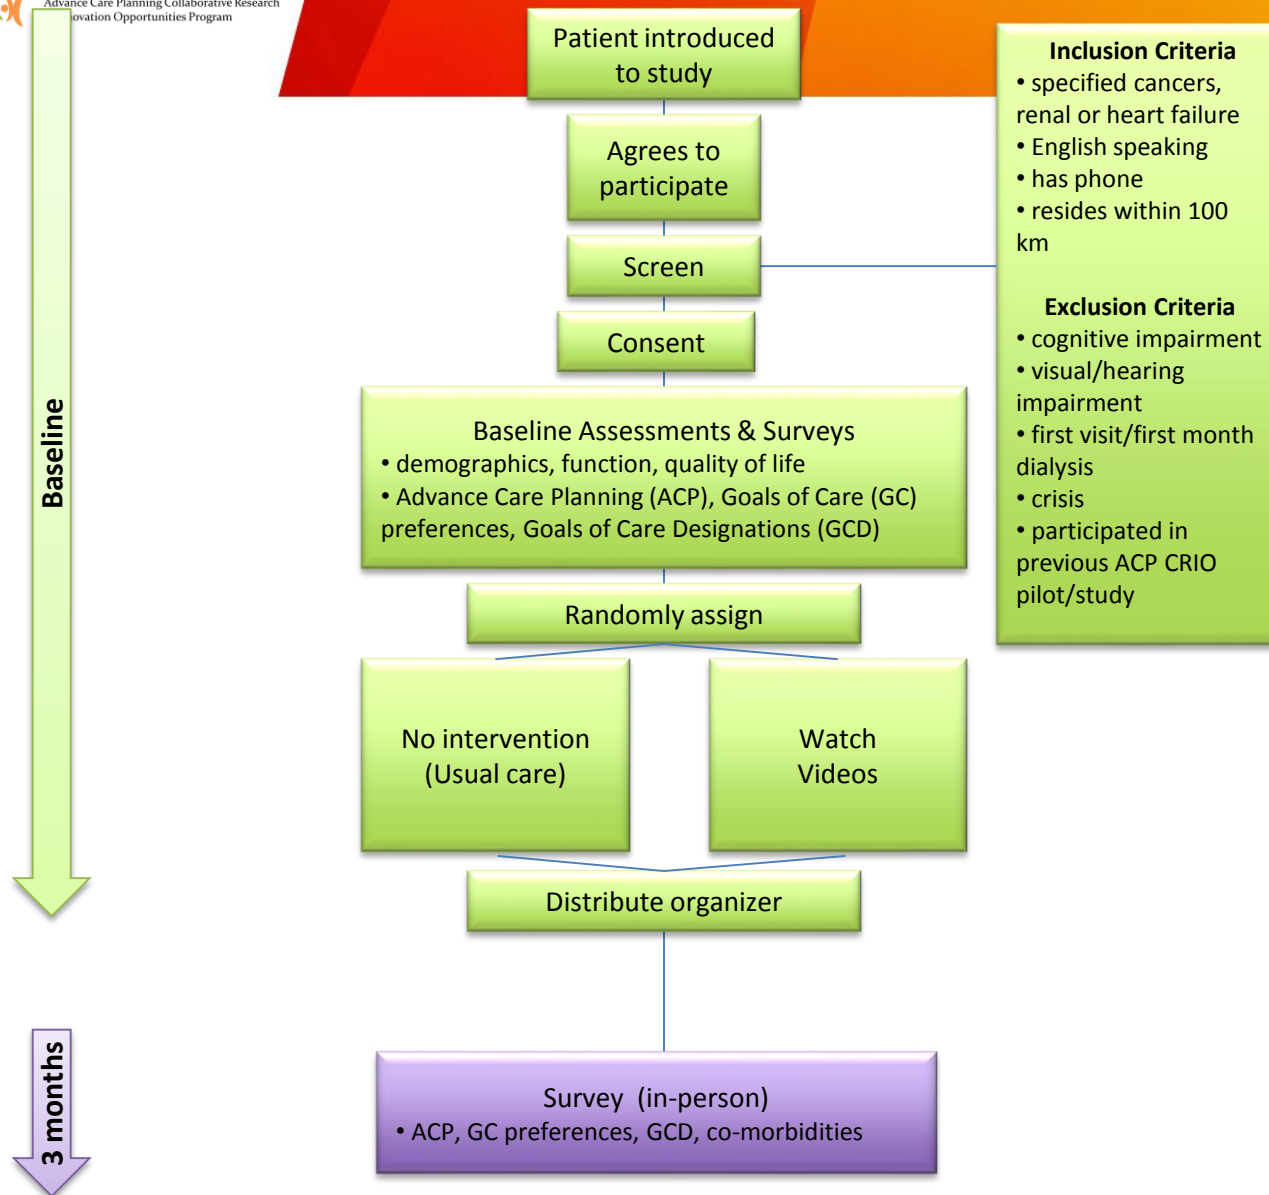 Advance Care Planning Collaborative Research
Innovation Opportunities Program
Patient introduced
to study
Agrees to
participate
Screen
Consent
Inclusion Criteria
• specified cancers,
renal or heart failure
• English speaking
• has phone
• resides within 100
km
Exclusion Criteria
• cognitive impairment
• visual/hearing
impairment
• first visit/first month
dialysis
• crisis
• participated in
previous ACP CRIO
pilot/study
Baseline
Baseline Assessments & Surveys
• demographics, function, quality of life
• Advance Care Planning (ACP), Goals of Care (GC)
preferences, Goals of Care Designations (GCD)
Randomly assign
No intervention
(Usual care)
Watch
Videos
Distribute organizer
3 months
Survey (in-person)
• ACP, GC preferences, GCD, co-morbidities